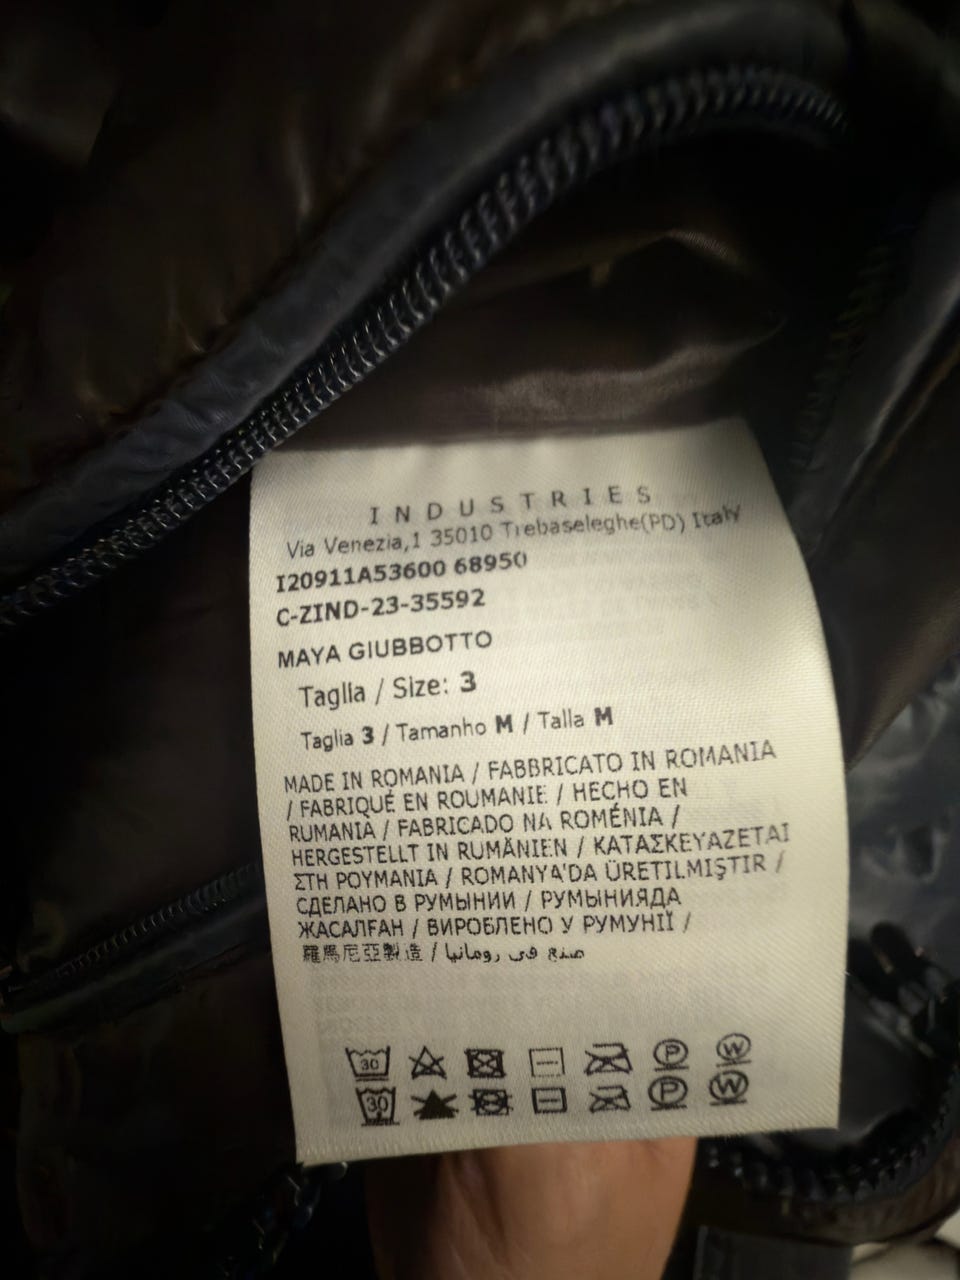 INDUSTRIES
Via Venezia,1 35010 Trebaseleghe(PD) Italy
I20911A53600 68950
C-ZIND-23-35592
MAYA GIUBBOTTO
Taglia / Size: 3
Taglia 3 / Tamanho M / Talla M
MADE IN ROMANIA / FABBRICATO IN ROMANIA
/ FABRIQUÉ EN ROUMANIE / HECHO EN
RUMANIA / FABRICADO NA ROMÉNIA /
HERGESTELLT IN RUMÄNIEN / ΚΑΤΑΣΚΕΥΑΖΕΤΑΙ
ΣΤΗ ΡΟΥΜΑΝΙΑ / ROMANYA'DA ÜRETILMIŞTIR /
СДЕЛАНО В РУМЫНИИ / РУМЫНИЯДА
ЖАСАЛҒАН / ВИРОБЛЕНО У РУМУНІЇ /
羅馬尼亞製造 / صنع في رومانيا
30 P W
30 P W